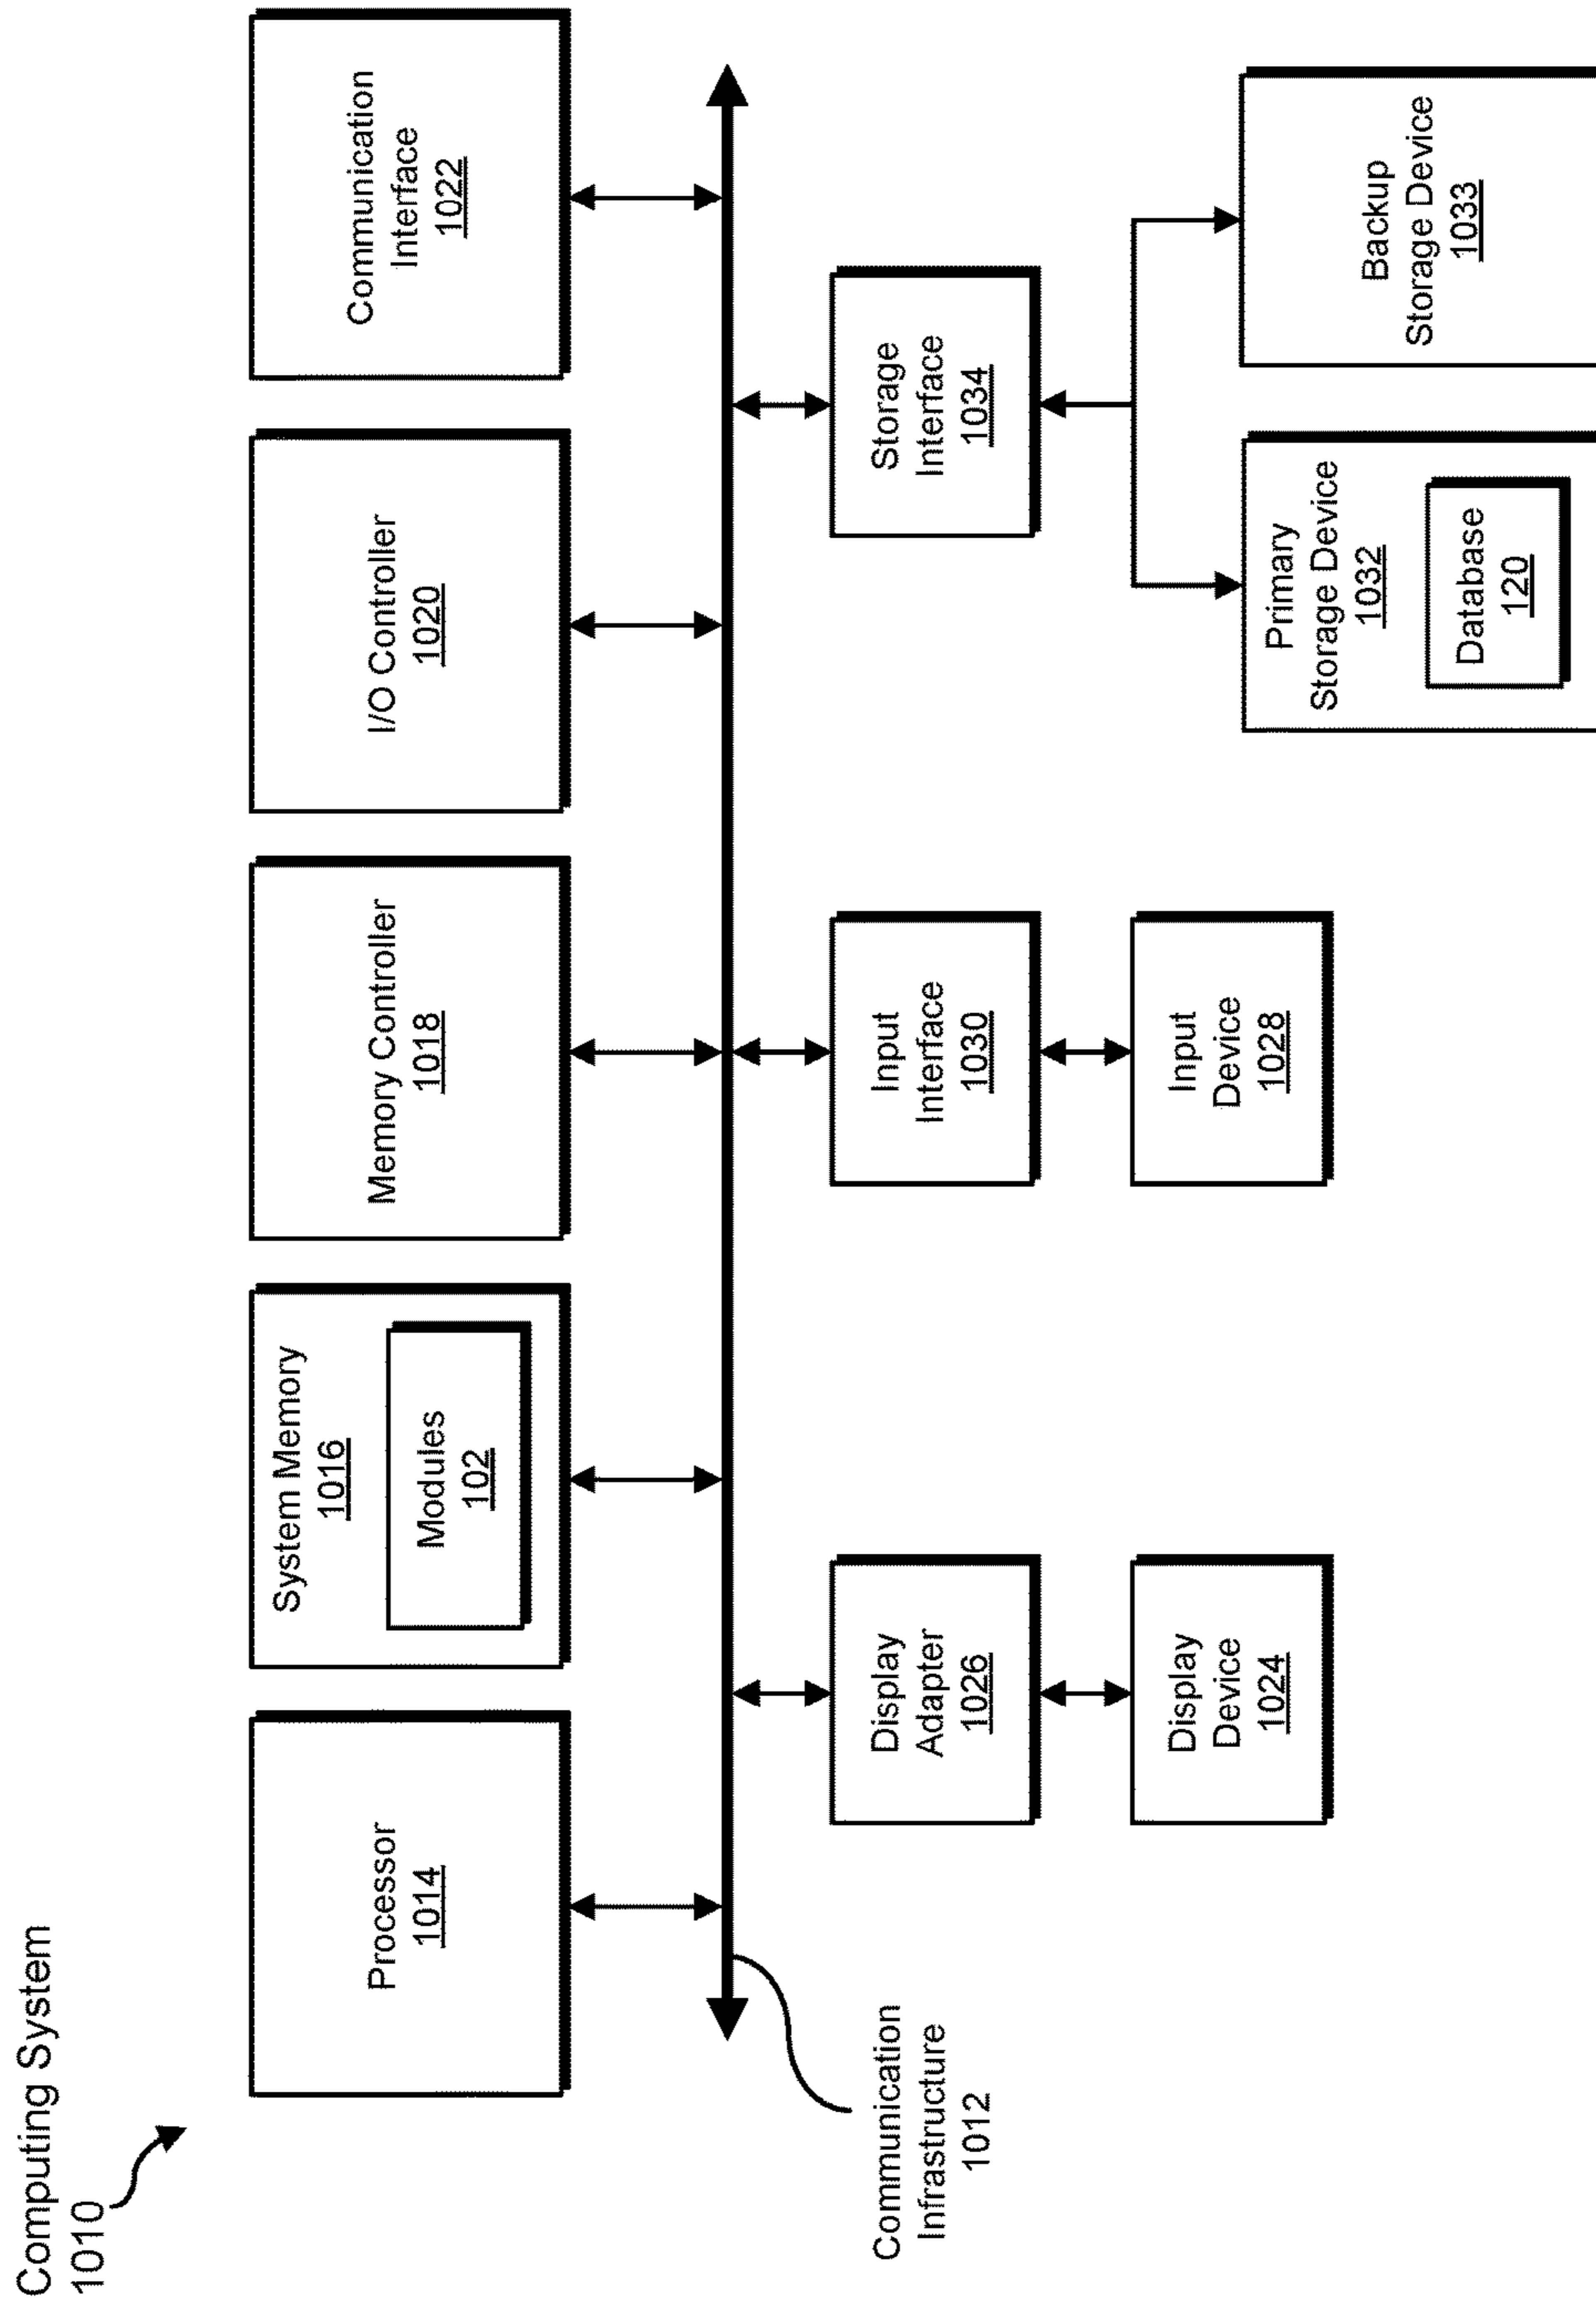 Computing System
1010
Processor
1014
System Memory
1016
Modules
102
Memory Controller
1018
I/O Controller
1020
Communication
Interface
1022
Communication
Infrastructure
1012
Display
Adapter
1026
Input
Interface
1030
Storage
Interface
1034
Display
Device
1024
Input
Device
1028
Primary
Storage Device
1032
Database
120
Backup
Storage Device
1033